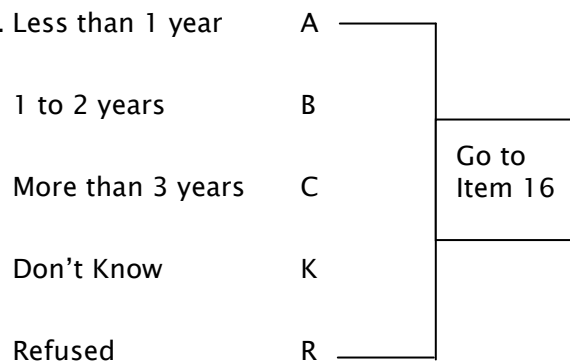 . Less than 1 year A
1 to 2 years B
More than 3 years C
Go to
Item 16
Don't Know K
Refused R